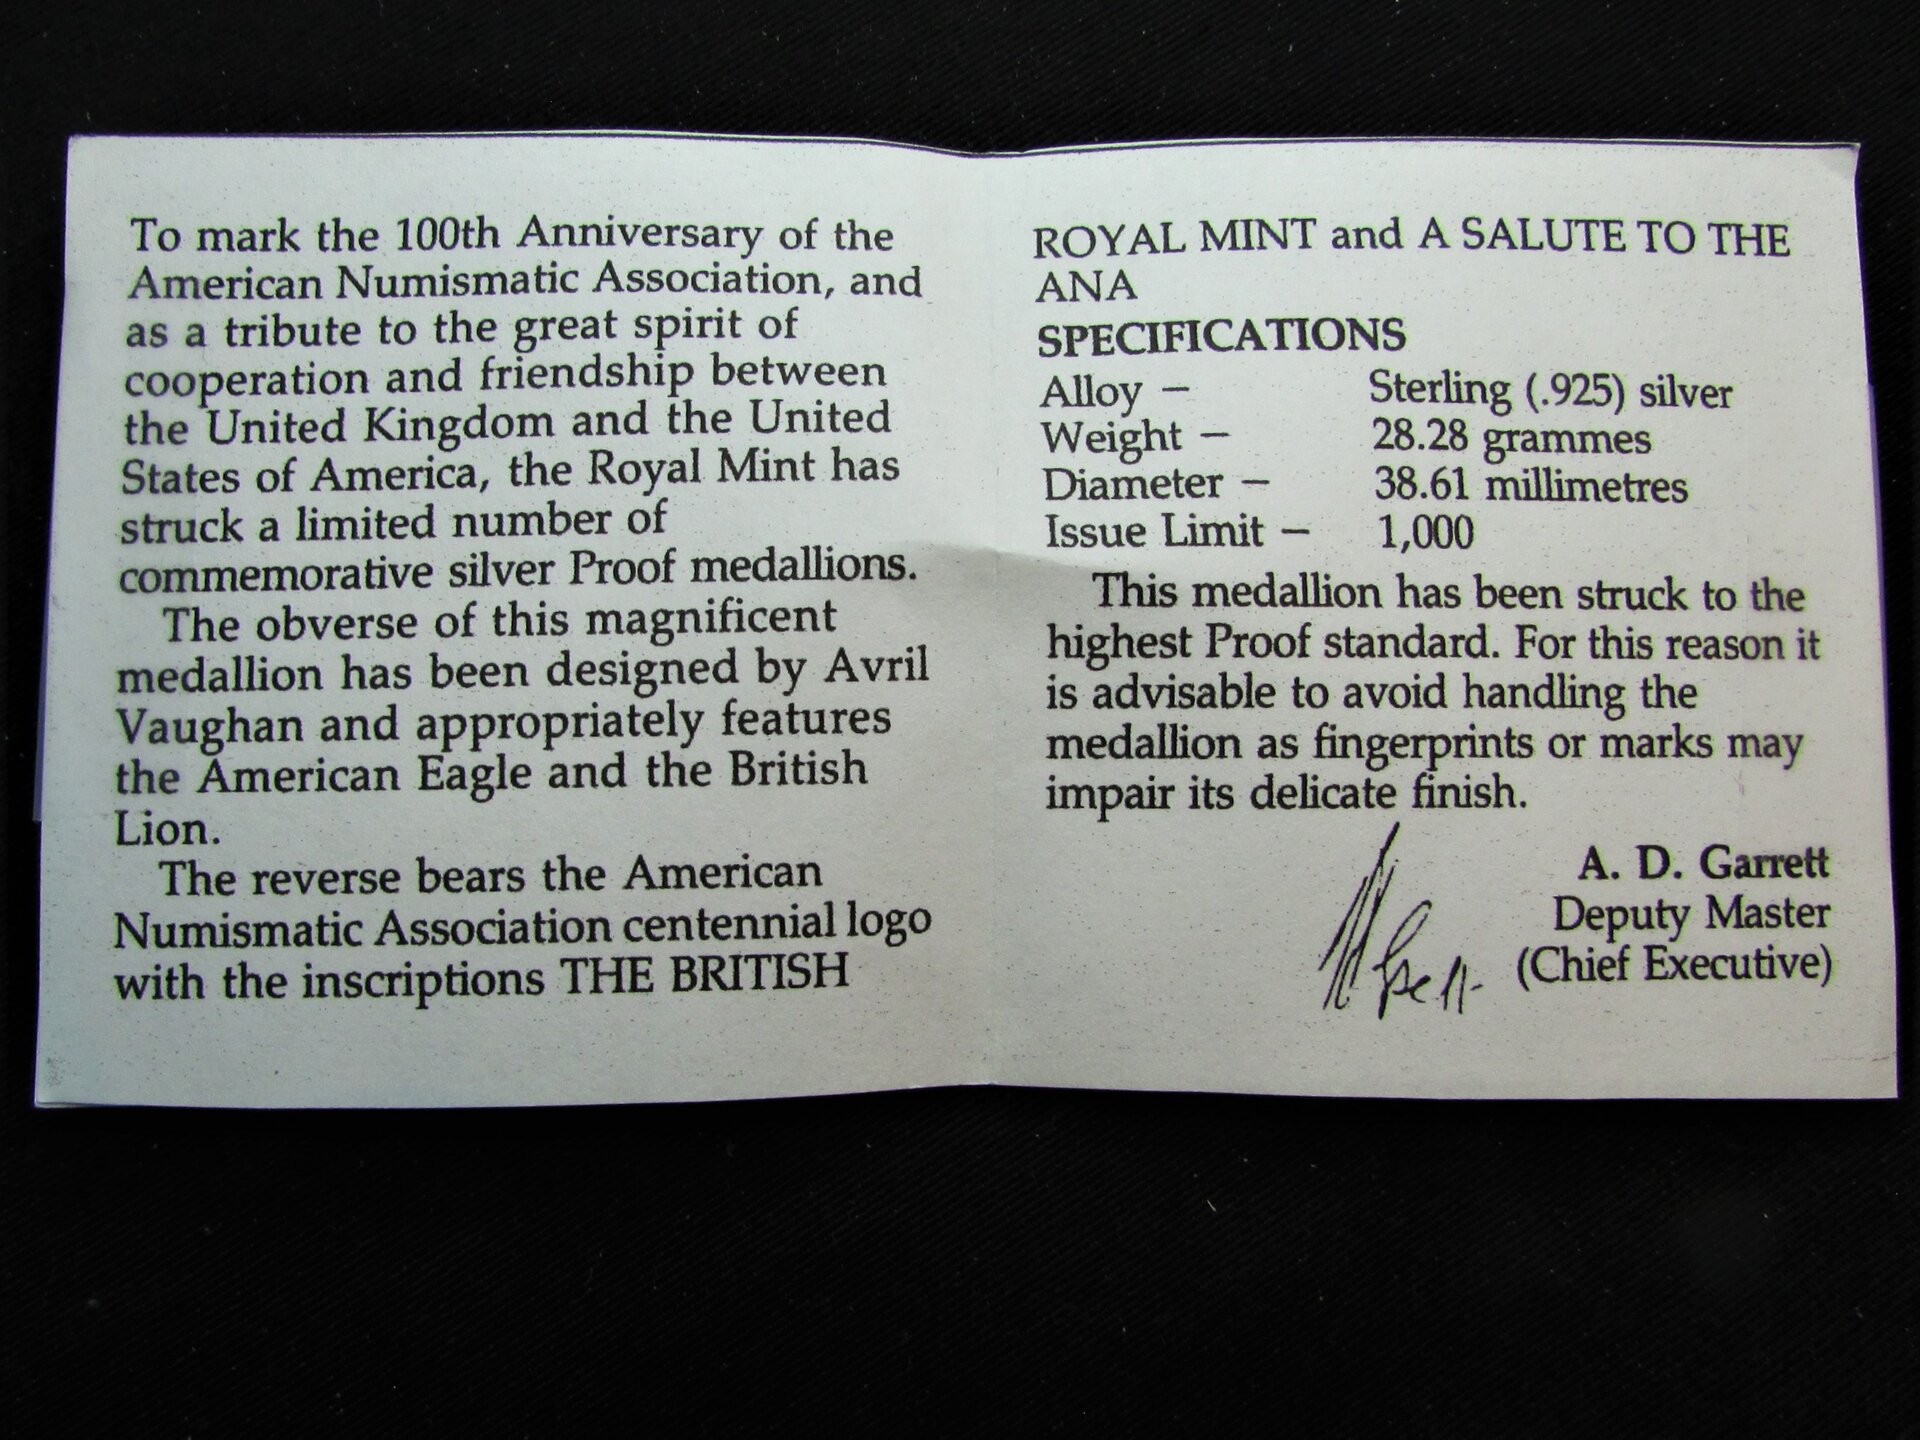 To mark the 100th Anniversary of the
American Numismatic Association, and
as a tribute to the great spirit of
cooperation and friendship between
the United Kingdom and the United
States of America, the Royal Mint has
struck a limited number of
commemorative silver Proof medallions.
The obverse of this magnificent
medallion has been designed by Avril
Vaughan and appropriately features
the American Eagle and the British
Lion.
The reverse bears the American
Numismatic Association centennial logo
with the inscriptions THE BRITISH
ROYAL MINT and A SALUTE TO THE
ANA
SPECIFICATIONS
Alloy – Sterling (.925) silver
Weight – 28.28 grammes
Diameter – 38.61 millimetres
Issue Limit – 1,000
This medallion has been struck to the
highest Proof standard. For this reason it
is advisable to avoid handling the
medallion as fingerprints or marks may
impair its delicate finish.
A. D. Garrett
Deputy Master
(Chief Executive)